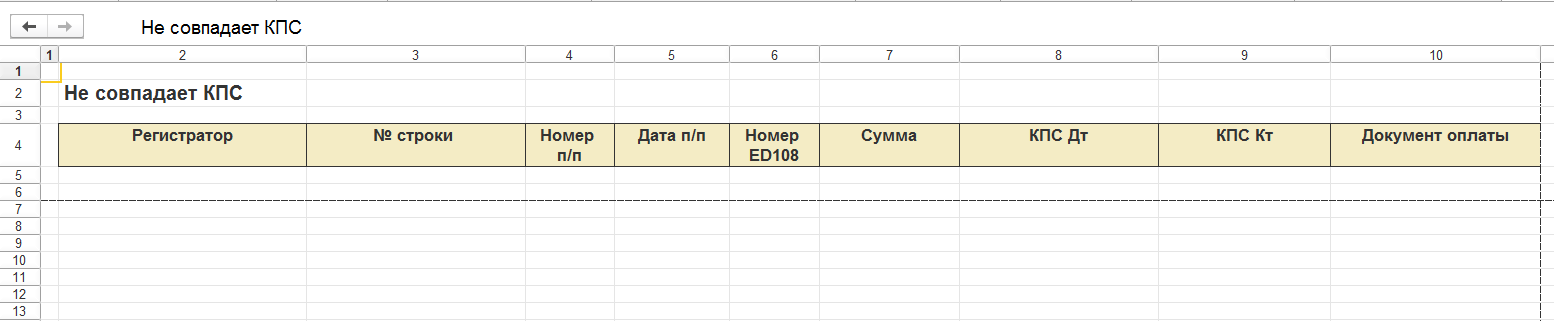 Не совпадает КПС
1 2 3 4 5 6 7 8 9 10
1
2 Не совпадает КПС
3
4 Регистратор № строки Номер п/п Дата п/п Номер ED108 Сумма КПС Дт КПС Кт Документ оплаты
5
6
7
8
9
10
11
12
13